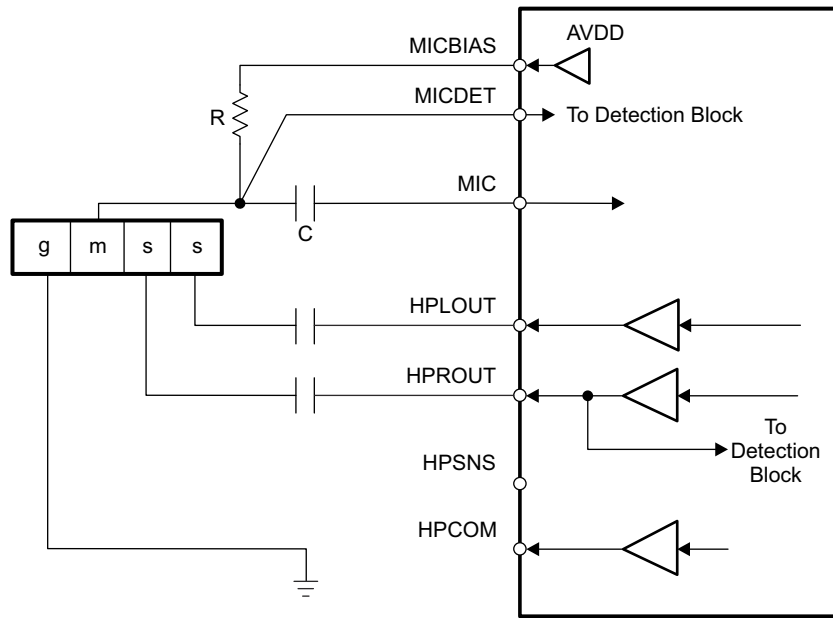 AVDD
MICBIAS
MICDET
To Detection Block
R
MIC
C
g m s s
HPLOUT
HPROUT
To
Detection
Block
HPSNS
HPCOM